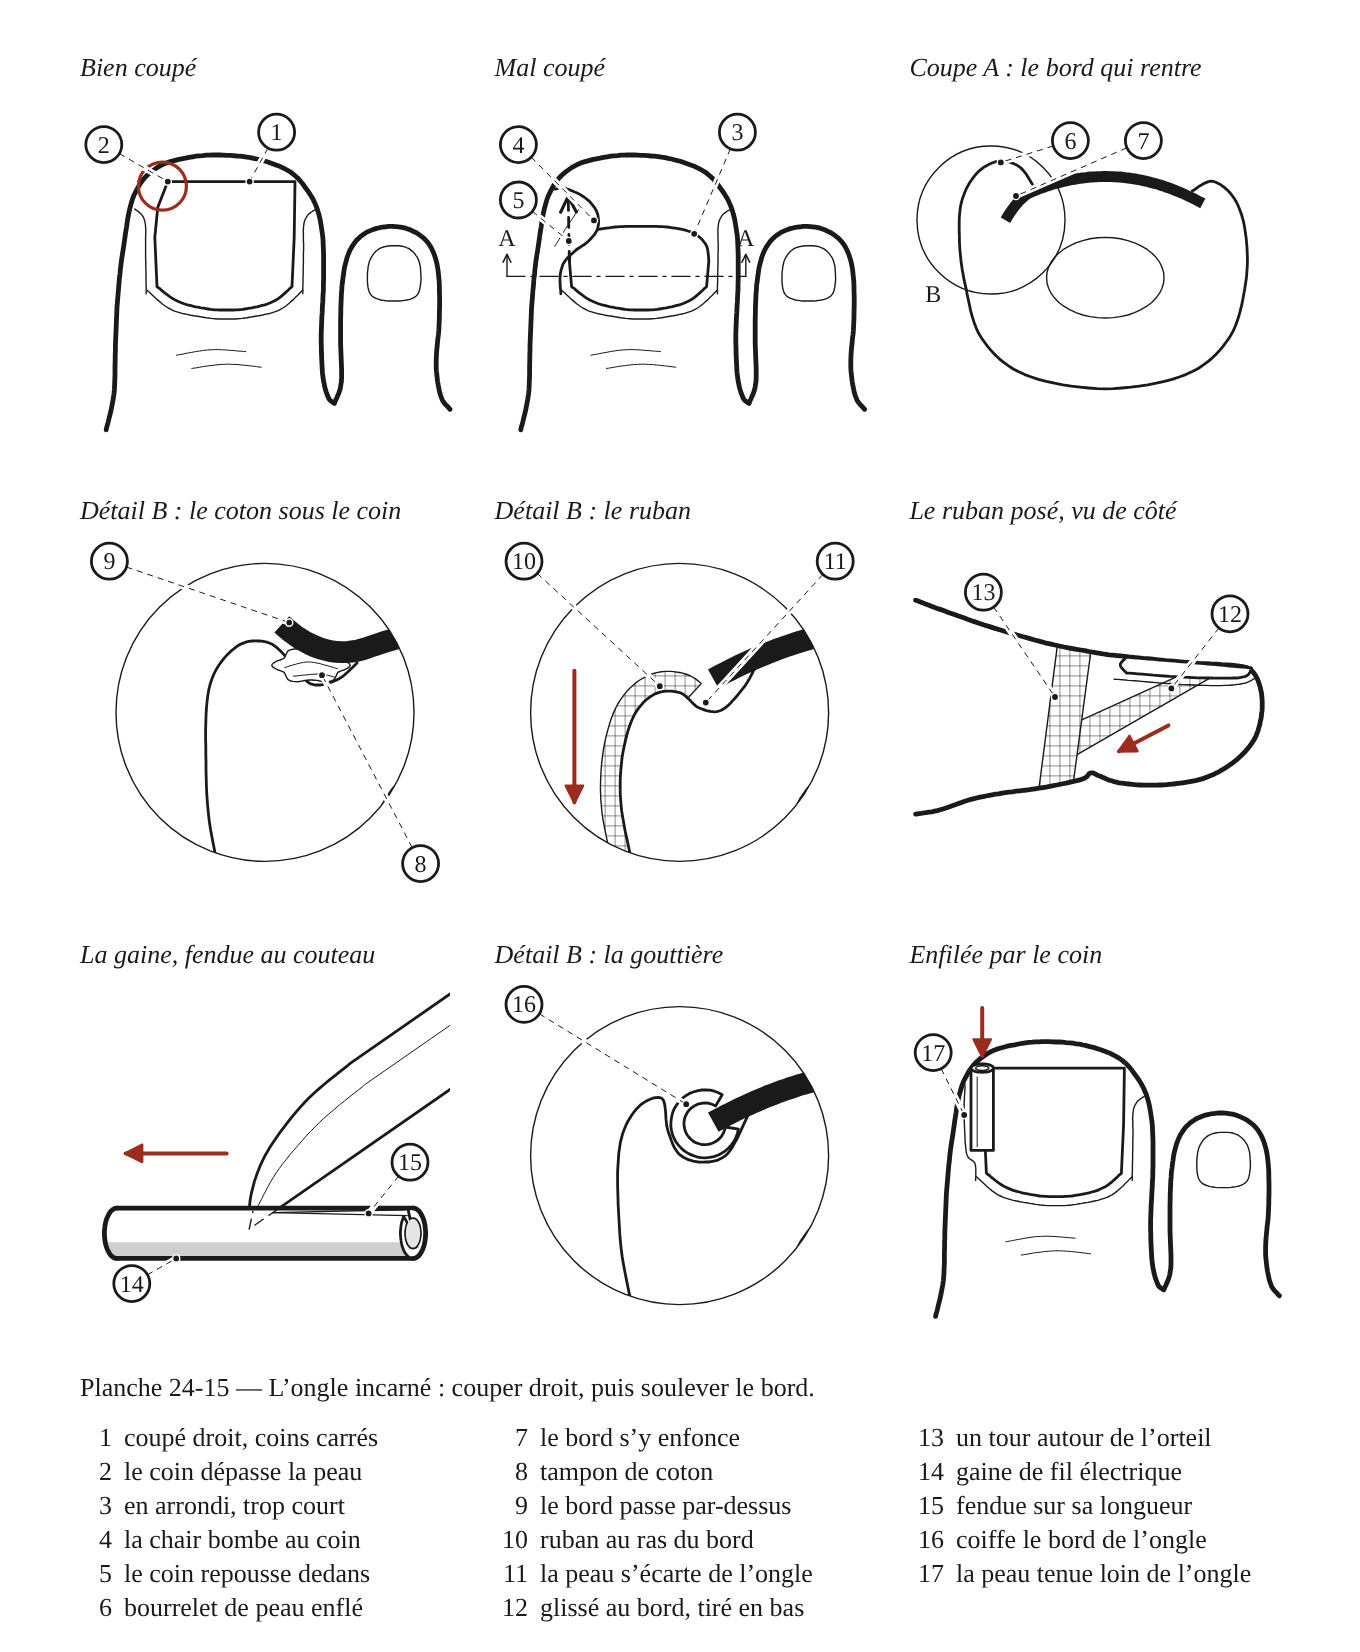 Bien coupé
Mal coupé
Coupe A : le bord qui rentre
1
2
3
4
5
A
A
6
7
B
Détail B : le coton sous le coin
Détail B : le ruban
Le ruban posé, vu de côté
9
8
10
11
13
12
La gaine, fendue au couteau
Détail B : la gouttière
Enfilée par le coin
15
14
16
17
Planche 24-15 — L’ongle incarné : couper droit, puis soulever le bord.
1 coupé droit, coins carrés
2 le coin dépasse la peau
3 en arrondi, trop court
4 la chair bombe au coin
5 le coin repousse dedans
6 bourrelet de peau enflé
7 le bord s’y enfonce
8 tampon de coton
9 le bord passe par-dessus
10 ruban au ras du bord
11 la peau s’écarte de l’ongle
12 glissé au bord, tiré en bas
13 un tour autour de l’orteil
14 gaine de fil électrique
15 fendue sur sa longueur
16 coiffe le bord de l’ongle
17 la peau tenue loin de l’ongle